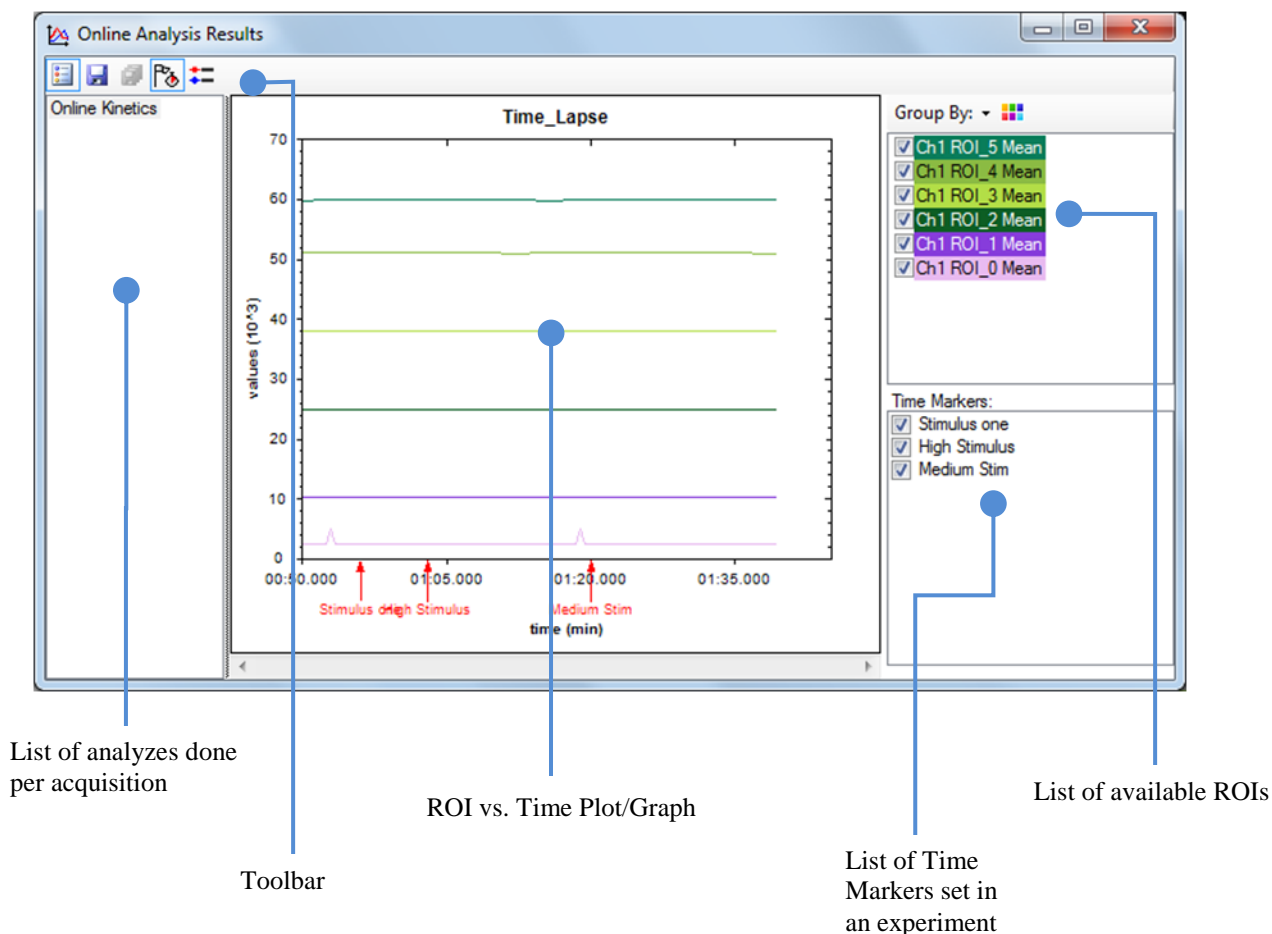 Online Analysis Results
Online Kinetics
Time_Lapse
values (10^3)
70
60
50
40
30
20
10
0
00:50.000 01:05.000 01:20.000 01:35.000
Stimulus one High Stimulus Medium Stim
time (min)
Group By:
Ch1 ROI_5 Mean
Ch1 ROI_4 Mean
Ch1 ROI_3 Mean
Ch1 ROI_2 Mean
Ch1 ROI_1 Mean
Ch1 ROI_0 Mean
Time Markers:
Stimulus one
High Stimulus
Medium Stim
List of analyzes done
per acquisition
Toolbar
ROI vs. Time Plot/Graph
List of Time
Markers set in
an experiment
List of available ROIs